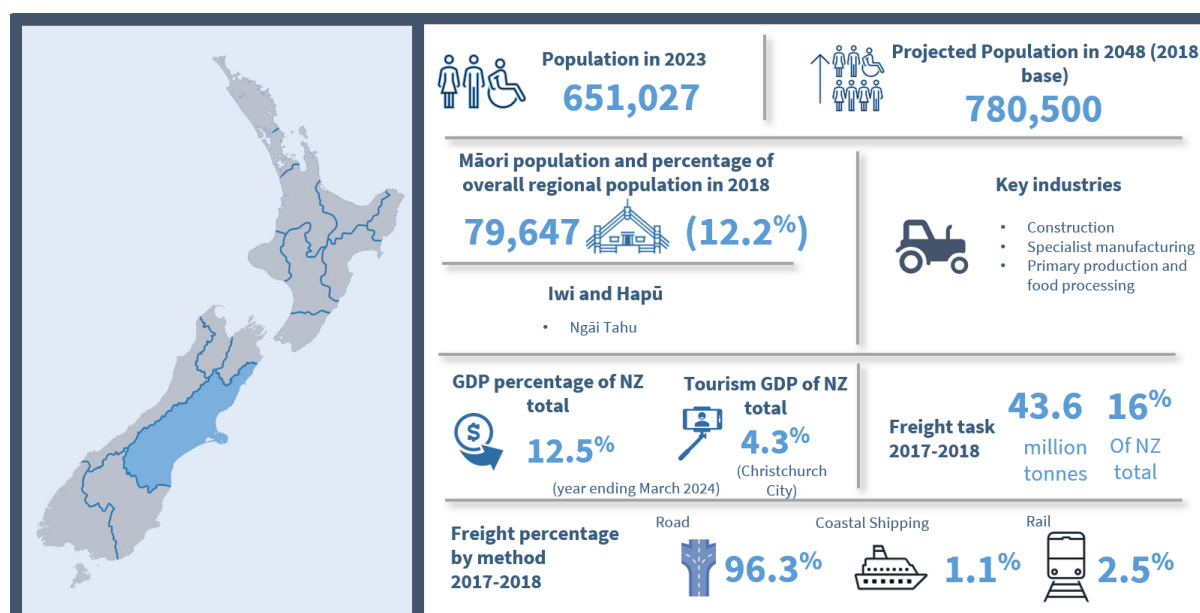 Population in 2023
651,027
Projected Population in 2048 (2018
base)
780,500
Māori population and percentage of
overall regional population in 2018
79,647 (12.2%)
Key industries
• Construction
• Specialist manufacturing
• Primary production and
food processing
Iwi and Hapū
• Ngāi Tahu
GDP percentage of NZ
total
12.5%
Tourism GDP of NZ
total
4.3%
(Christchurch
City)
(year ending March 2024)
Freight task
2017-2018
43.6
million
tonnes
16%
Of NZ
total
Freight percentage
by method
2017-2018
Road
96.3%
Coastal Shipping
1.1%
Rail
2.5%